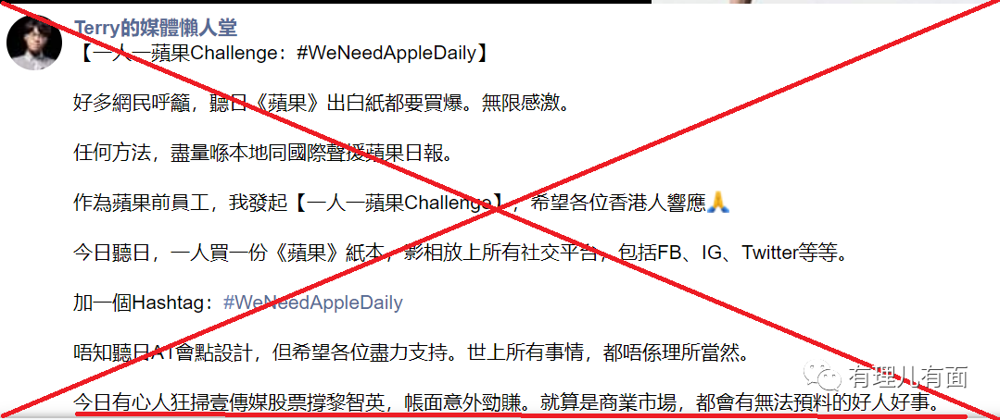 Terry的媒體懶人堂
【一人一蘋果Challenge：#WeNeedAppleDaily】
好多網民呼籲，聽日《蘋果》出白紙都要買爆。無限感激。
任何方法，盡量喺本地同國際聲援蘋果日報。
作為蘋果前員工，我發起【一人一蘋果Challenge】，希望各位香港人響應🙏
今日聽日，一人買一份《蘋果》紙本，影相放上所有社交平台，包括FB、IG、Twitter等等。
加一個Hashtag：#WeNeedAppleDaily
唔知聽日A1會點設計，但希望各位盡力支持。世上所有事情，都唔係理所當然。
有理儿有面
今日有心人狂掃壹傳媒股票撐黎智英，帳面意外勁賺。就算是商業市場，都會有無法預料的好人好事。